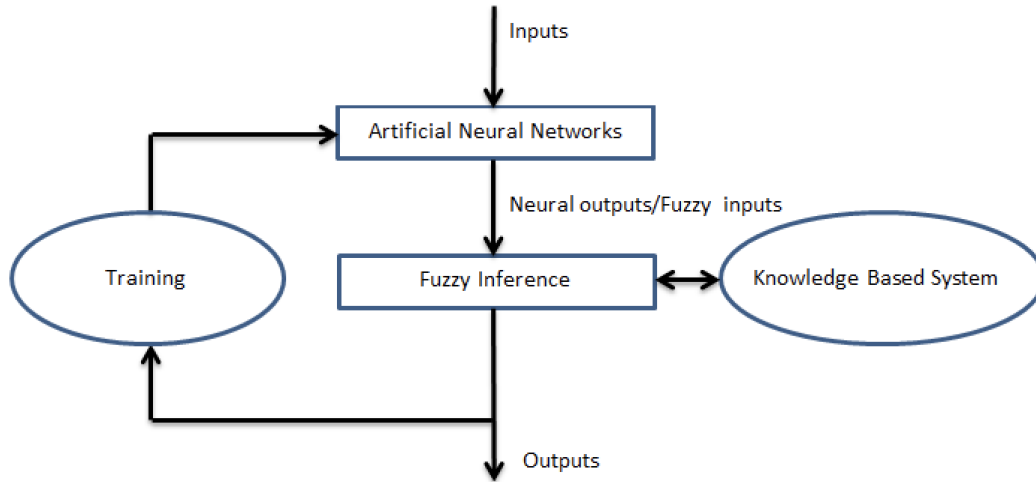 Inputs
Artificial Neural Networks
Neural outputs/Fuzzy inputs
Training
Fuzzy Inference
Knowledge Based System
Outputs